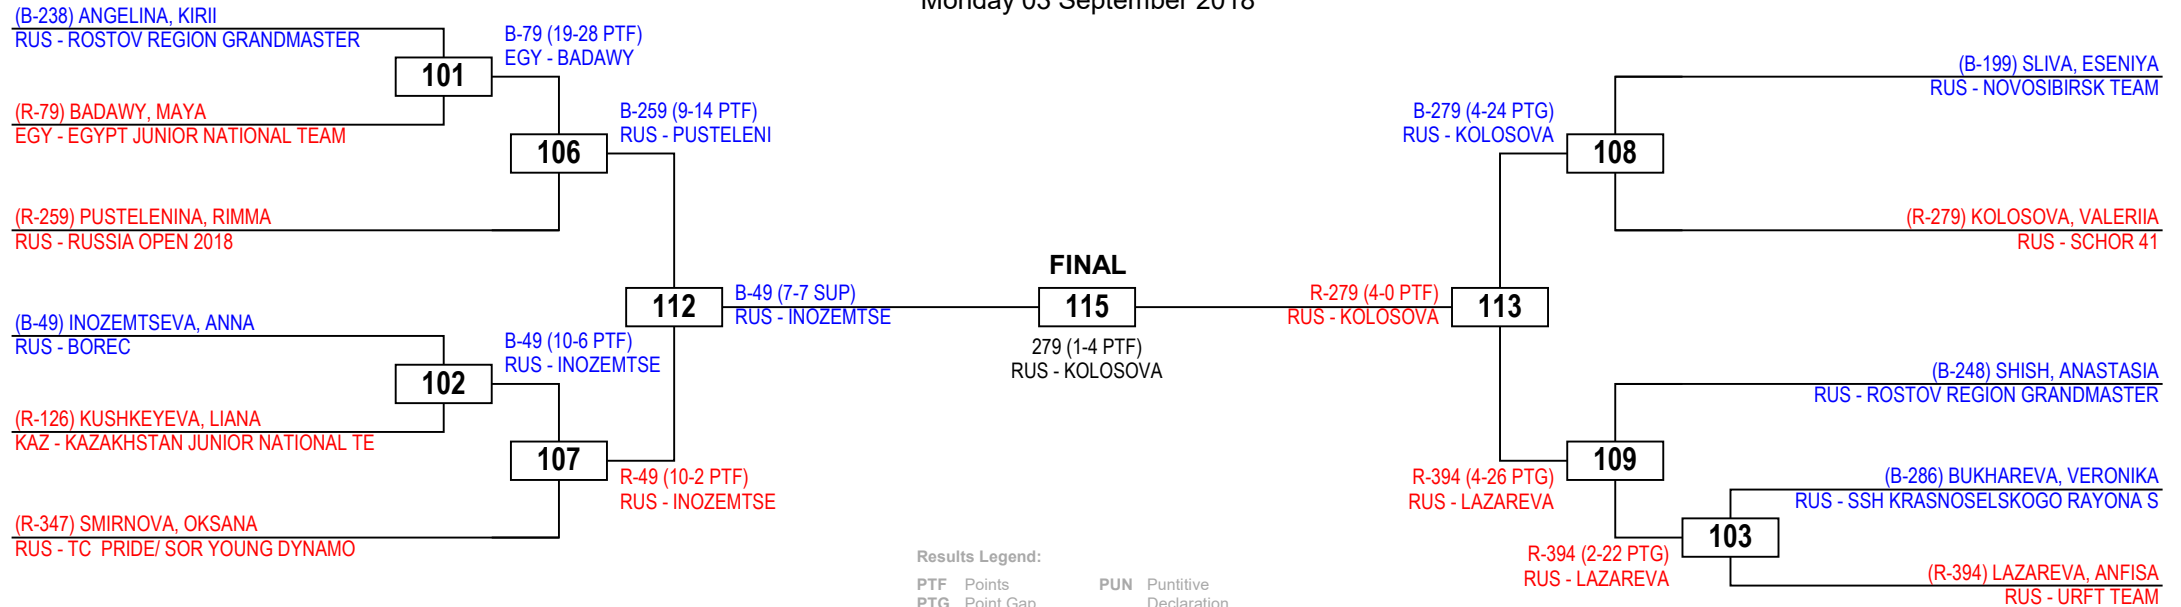 Monday 03 September 2018
(B-238) ANGELINA, KIRII
RUS - ROSTOV REGION GRANDMASTER
B-79 (19-28 PTF)
EGY - BADAWY
101
(R-79) BADAWY, MAYA
EGY - EGYPT JUNIOR NATIONAL TEAM
B-259 (9-14 PTF)
RUS - PUSTELENI
106
(R-259) PUSTELENINA, RIMMA
RUS - RUSSIA OPEN 2018
112
B-49 (7-7 SUP)
RUS - INOZEMTSE
(B-49) INOZEMTSEVA, ANNA
RUS - BOREC
B-49 (10-6 PTF)
RUS - INOZEMTSE
102
(R-126) KUSHKEYEVA, LIANA
KAZ - KAZAKHSTAN JUNIOR NATIONAL TE
107
R-49 (10-2 PTF)
RUS - INOZEMTSE
(R-347) SMIRNOVA, OKSANA
RUS - TC PRIDE/ SOR YOUNG DYNAMO
FINAL
115
279 (1-4 PTF)
RUS - KOLOSOVA
(B-199) SLIVA, ESENIYA
RUS - NOVOSIBIRSK TEAM
B-279 (4-24 PTG)
RUS - KOLOSOVA
108
(R-279) KOLOSOVA, VALERIIA
RUS - SCHOR 41
R-279 (4-0 PTF)
RUS - KOLOSOVA
113
(B-248) SHISH, ANASTASIA
RUS - ROSTOV REGION GRANDMASTER
109
R-394 (4-26 PTG)
RUS - LAZAREVA
(B-286) BUKHAREVA, VERONIKA
RUS - SSH KRASNOSELSKOGO RAYONA S
103
R-394 (2-22 PTG)
RUS - LAZAREVA
(R-394) LAZAREVA, ANFISA
RUS - URFT TEAM
Results Legend:
PTF Points PUN Puntitive
PTG Point Gap Declaration